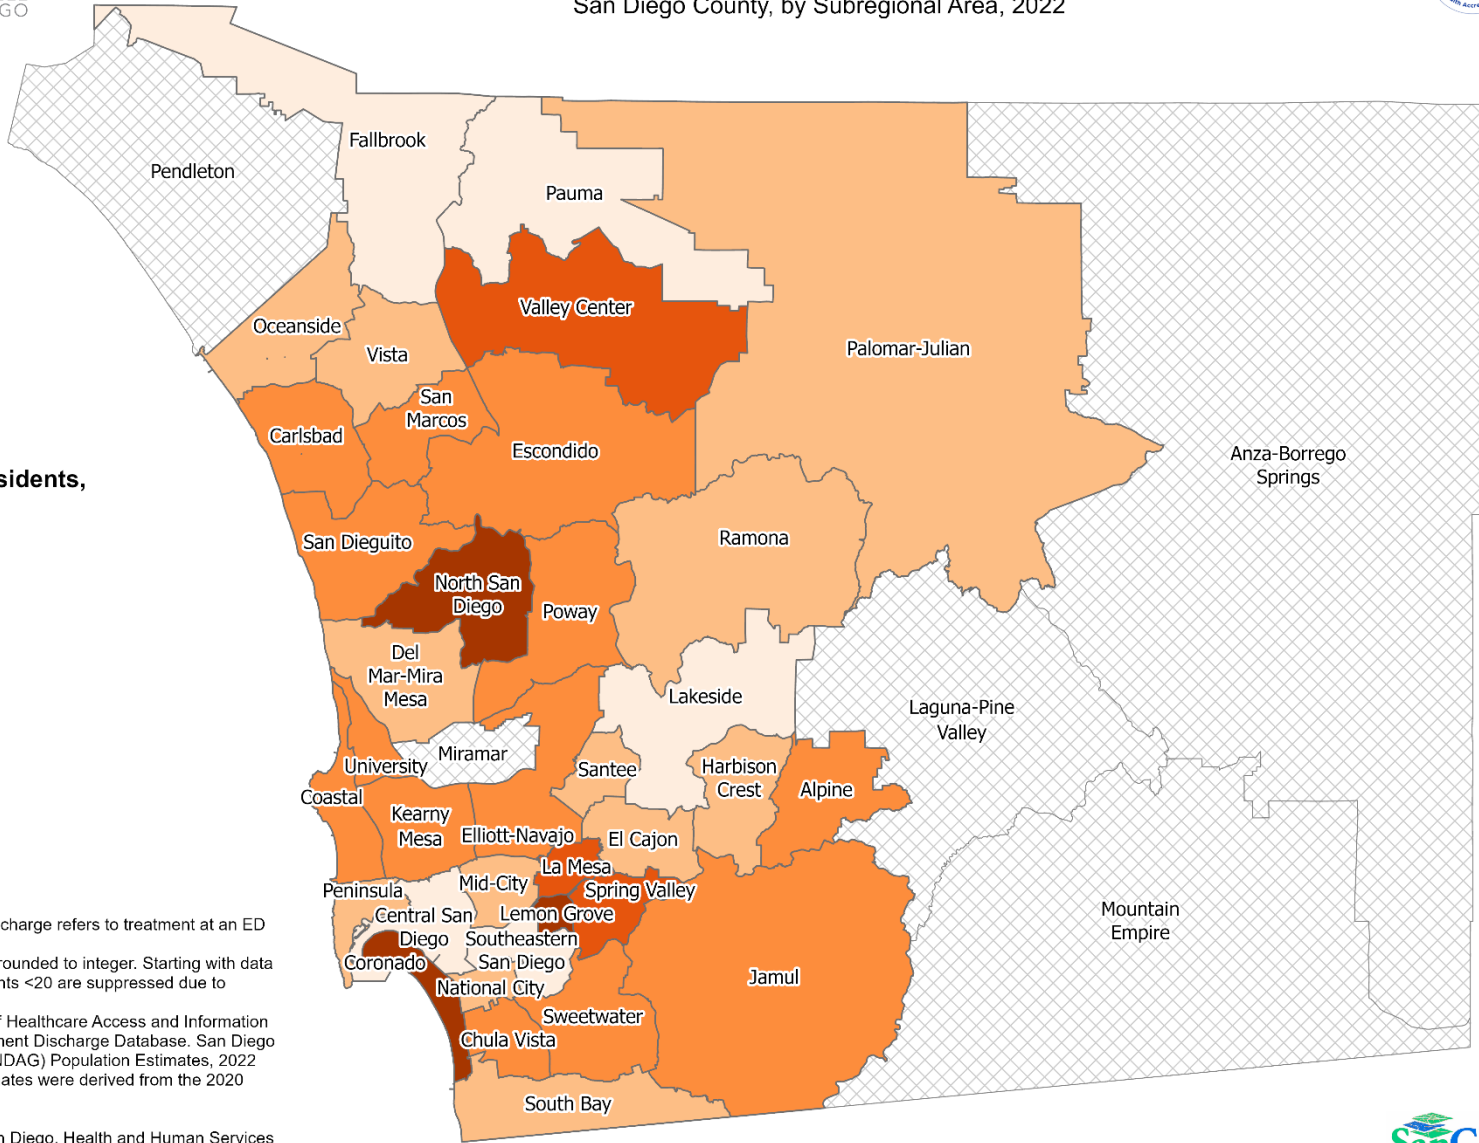 GO
San Diego County, by Subregional Area, 2022
Fallbrook
Pendleton
Pauma
Valley Center
Oceanside
Vista
Palomar-Julian
San
Marcos
Carlsbad
Escondido
Anza-Borrego
Springs
sidents,
San Dieguito
Ramona
North San
Diego
Poway
Del
Mar-Mira
Mesa
Lakeside
Laguna-Pine
Valley
Miramar
University
Santee
Harbison
Crest
Alpine
Coastal
Kearny
Mesa
Elliott-Navajo
El Cajon
La Mesa
Peninsula
Mid-City
Spring Valley
Central San
Diego
Lemon Grove
Mountain
Empire
Southeastern
San Diego
Coronado
National City
Jamul
Sweetwater
Chula Vista
South Bay
charge refers to treatment at an ED
rounded to integer. Starting with data
nts <20 are suppressed due to
f Healthcare Access and Information
nent Discharge Database. San Diego
NDAG) Population Estimates, 2022
ates were derived from the 2020
n Diego, Health and Human Services